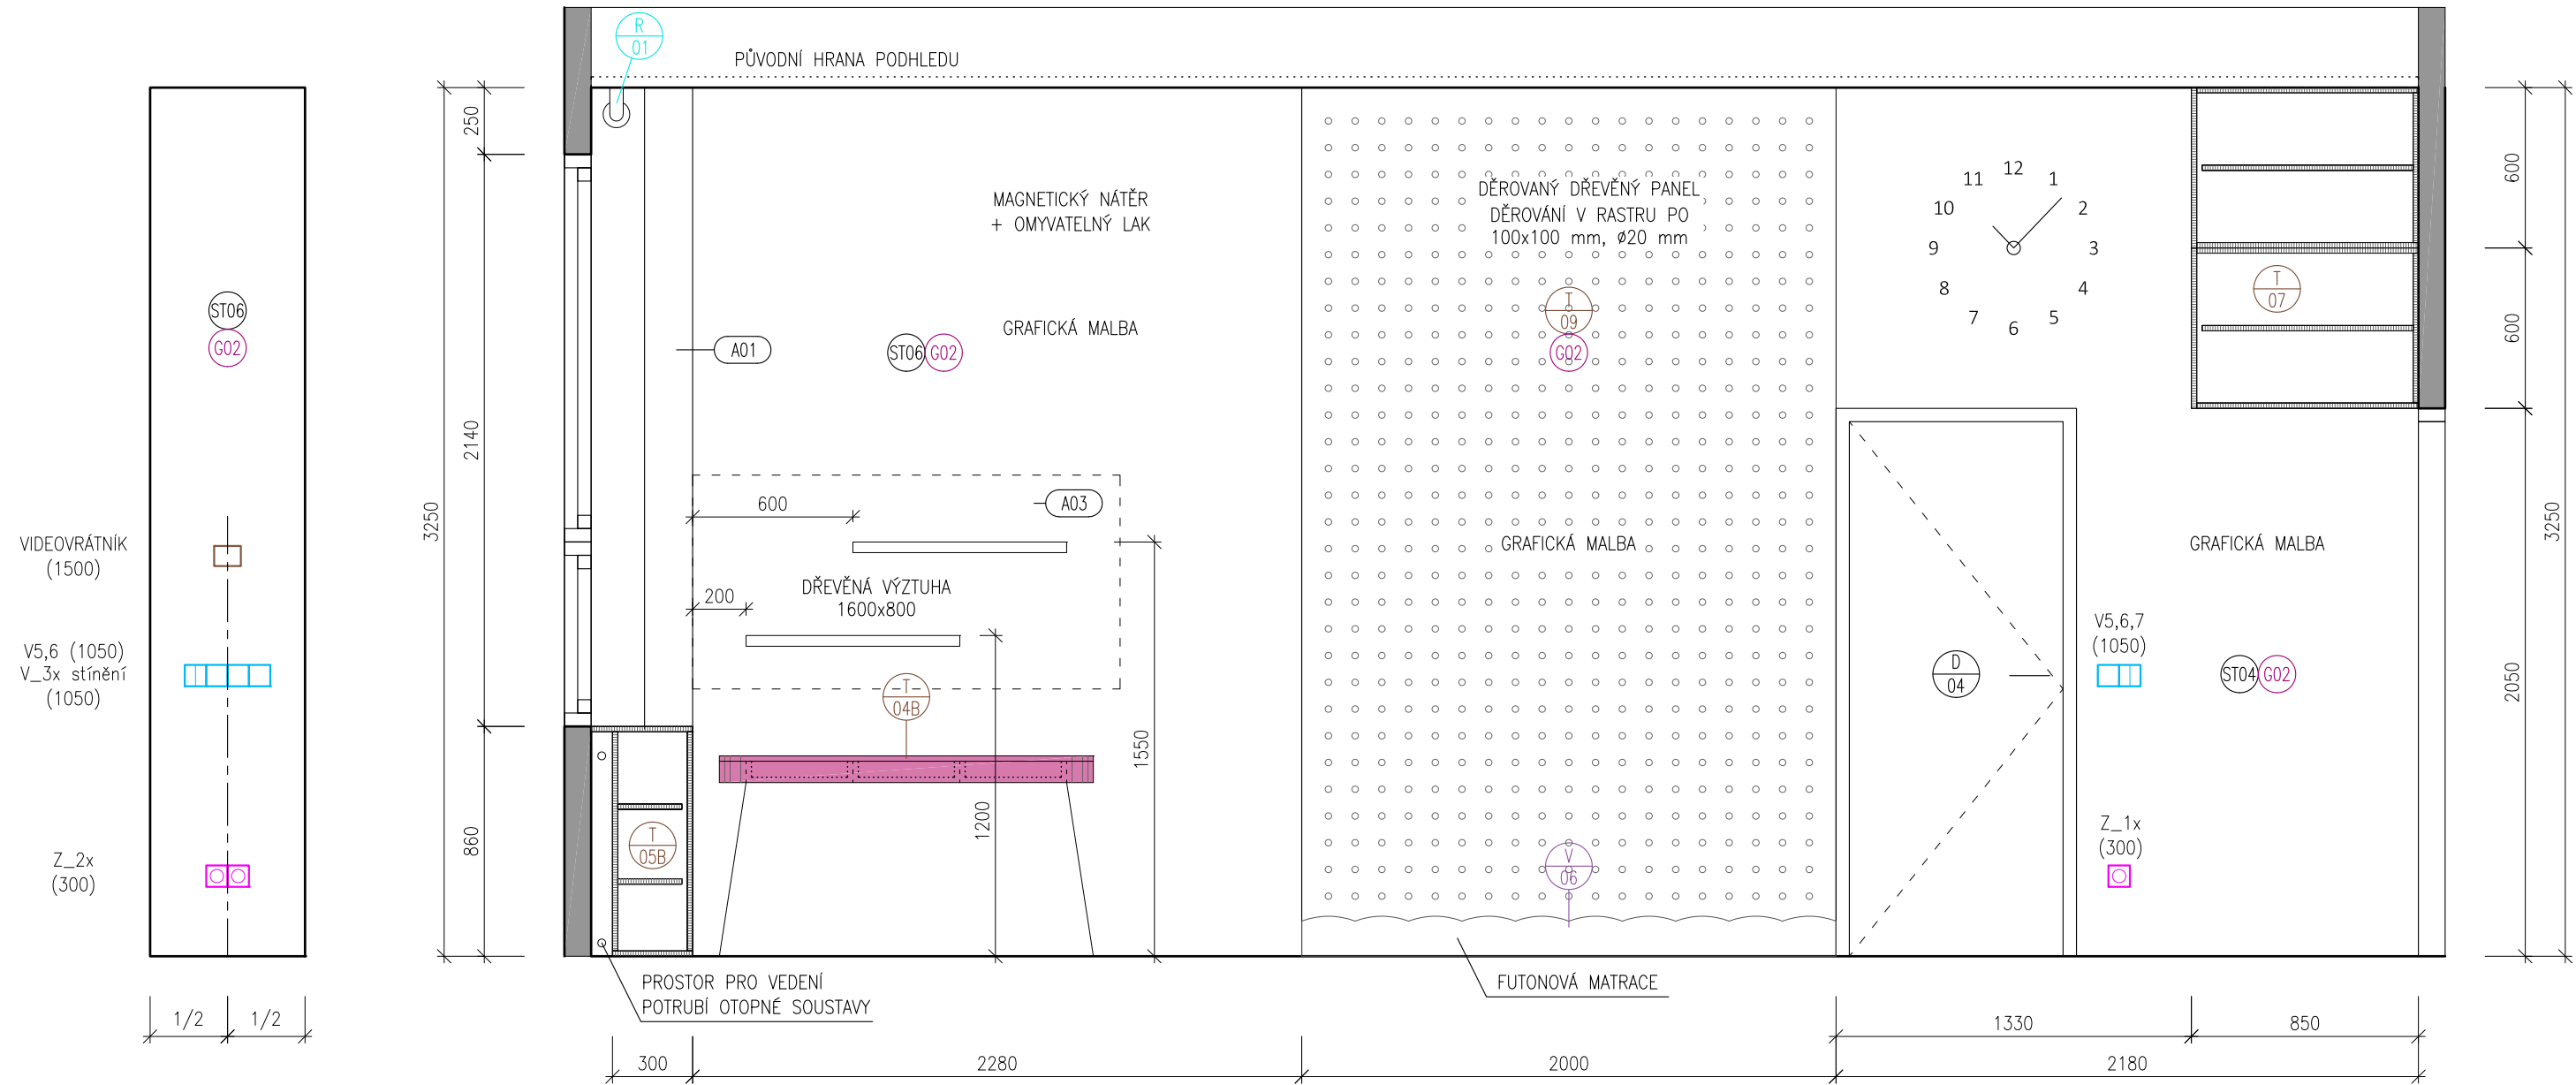 R
01
PŮVODNÍ HRANA PODHLEDU
250
2140
3250
860
ST06
G02
VIDEOVRÁTNÍK
(1500)
V5,6 (1050)
V_3x stínění
(1050)
Z_2x
(300)
1/2
1/2
MAGNETICKÝ NÁTĚR
+ OMYVATELNÝ LAK
GRAFICKÁ MALBA
A01
ST06
G02
A03
600
DŘEVĚNÁ VÝZTUHA
1600x800
200
T
04B
1550
1200
T
05B
PROSTOR PRO VEDENÍ
POTRUBÍ OTOPNÉ SOUSTAVY
DĚROVANÝ DŘEVĚNÝ PANEL
DĚROVÁNÍ V RASTRU PO
100x100 mm, ø20 mm
T
09
G02
GRAFICKÁ MALBA
V
06
FUTONOVÁ MATRACE
12
1
2
3
4
5
6
7
8
9
10
11
T
07
D
04
GRAFICKÁ MALBA
V5,6,7
(1050)
ST04
G02
Z_1x
(300)
600
600
3250
2050
1330
850
300
2280
2000
2180